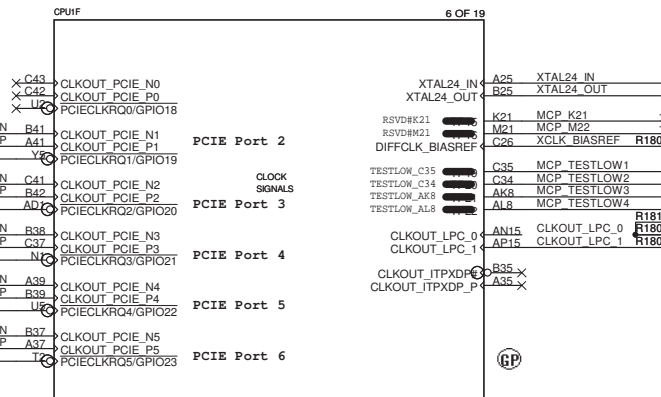 CPU1F 6 OF 19
C43 CLKOUT_PCIE_N0 XTAL24_IN A25 XTAL24_IN
C42 CLKOUT_PCIE_P0 XTAL24_OUT B25 XTAL24_OUT
U2 PCIECLKRQ0/GPIO18
RSVD#K21 K21 MCP_K21
N B41 CLKOUT_PCIE_N1 RSVD#M21 M21 MCP_M22
P A41 CLKOUT_PCIE_P1 PCIE Port 2 DIFFCLK_BIASREF C26 XCLK_BIASREF R180
Y5 PCIECLKRQ1/GPIO19
TESTLOW_C35 C35 MCP_TESTLOW1
N C41 CLKOUT_PCIE_N2 CLOCK TESTLOW_C34 C34 MCP_TESTLOW2
P B42 CLKOUT_PCIE_P2 PCIE Port 3 SIGNALS TESTLOW_AK8 AK8 MCP_TESTLOW3
AD1 PCIECLKRQ2/GPIO20 TESTLOW_AL8 AL8 MCP_TESTLOW4
R181
N B38 CLKOUT_PCIE_N3 CLKOUT_LPC_0 AN15 CLKOUT_LPC_0 R180
P C37 CLKOUT_PCIE_P3 PCIE Port 4 CLKOUT_LPC_1 AP15 CLKOUT_LPC_1 R180
N1 PCIECLKRQ3/GPIO21
CLKOUT_ITPXDP# B35
N A39 CLKOUT_PCIE_N4 CLKOUT_ITPXDP_P A35
P B39 CLKOUT_PCIE_P4 PCIE Port 5
U5 PCIECLKRQ4/GPIO22
N B37 CLKOUT_PCIE_N5
P A37 CLKOUT_PCIE_P5 PCIE Port 6 GP
T2 PCIECLKRQ5/GPIO23